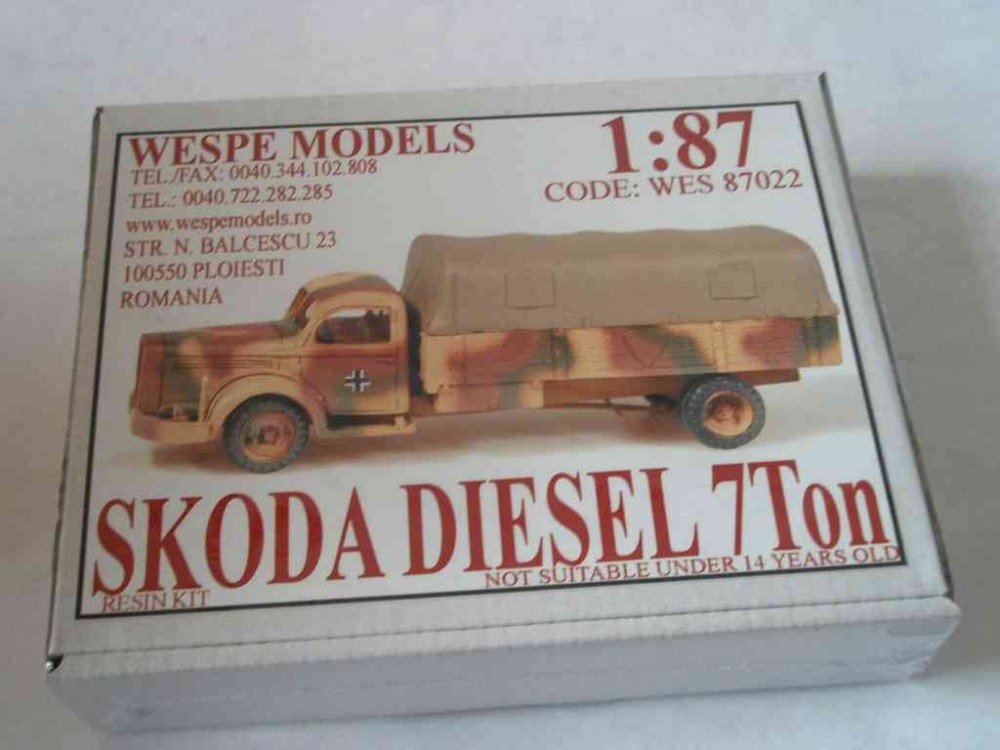 WESPE MODELS
TEL./FAX: 0040.344.102.808
TEL.: 0040.722.282.285
www.wespemodels.ro
STR. N. BALCESCU 23
100550 PLOIESTI
ROMANIA
1:87
CODE: WES 87022
SKODA DIESEL 7Ton
RESIN KIT
NOT SUITABLE UNDER 14 YEARS OLD